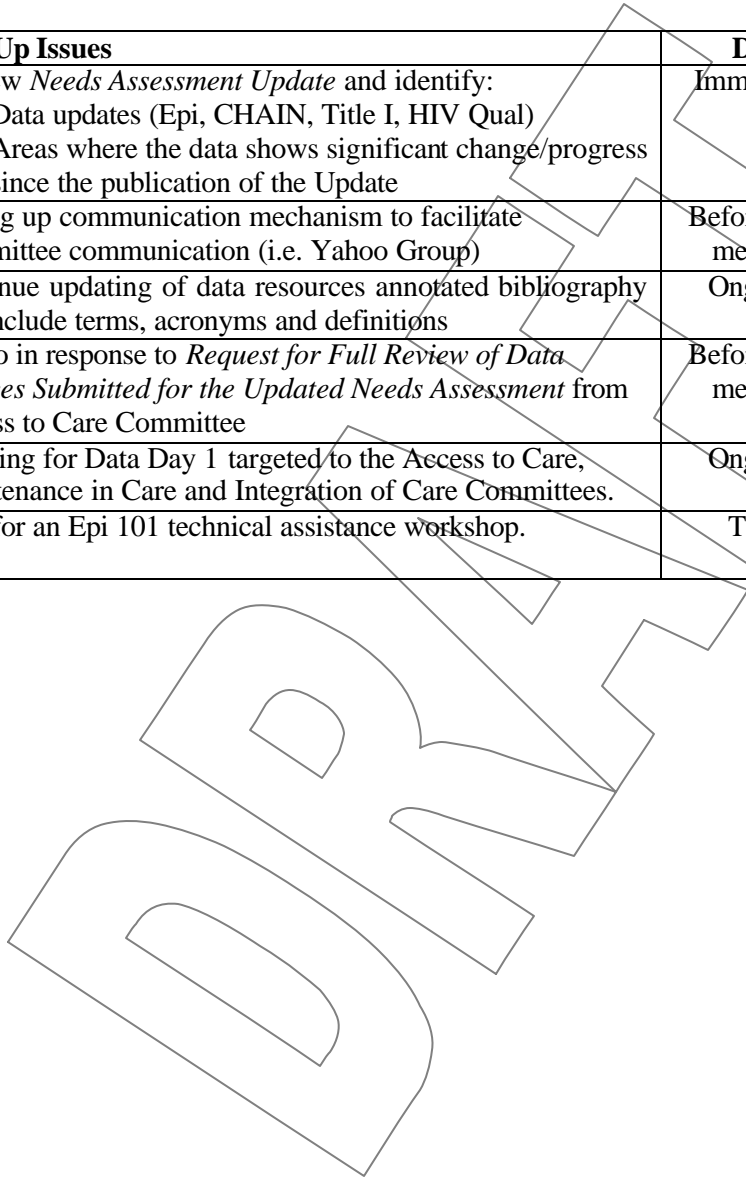 Up Issues D
w Needs Assessment Update and identify: Imm
Data updates (Epi, CHAIN, Title I, HIV Qual)
Areas where the data shows significant change/progress
since the publication of the Update
g up communication mechanism to facilitate Befor
mittee communication (i.e. Yahoo Group) me
nue updating of data resources annotated bibliography Ong
nclude terms, acronyms and definitions
o in response to Request for Full Review of Data Befor
es Submitted for the Updated Needs Assessment from me
ss to Care Committee
ing for Data Day 1 targeted to the Access to Care, Ong
tenance in Care and Integration of Care Committees.
for an Epi 101 technical assistance workshop. T
DRAFT